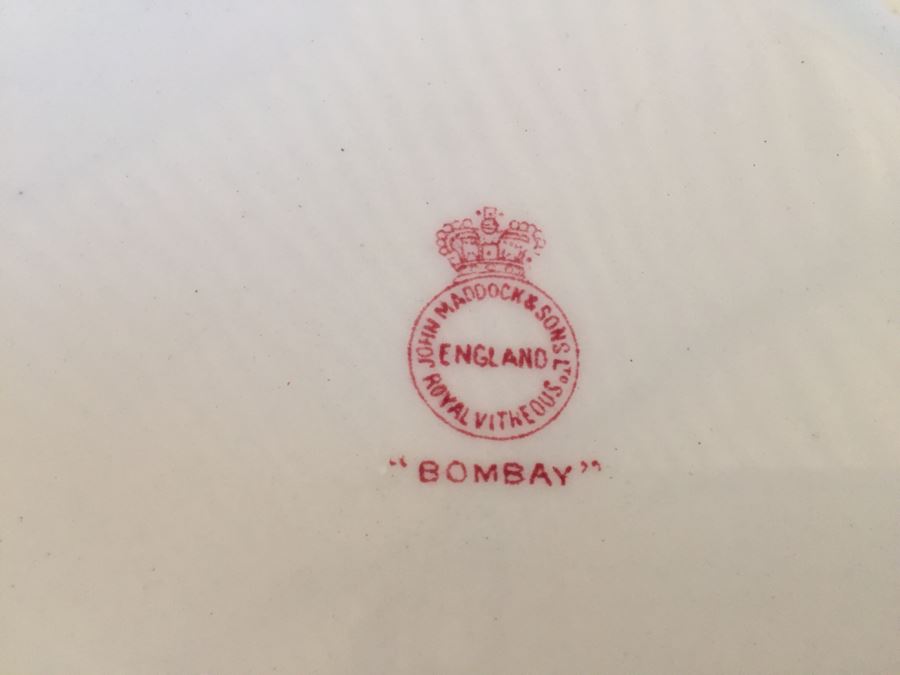 JOHN MADDOCK & SONS LTD
ENGLAND
ROYAL VITREOUS
"BOMBAY"